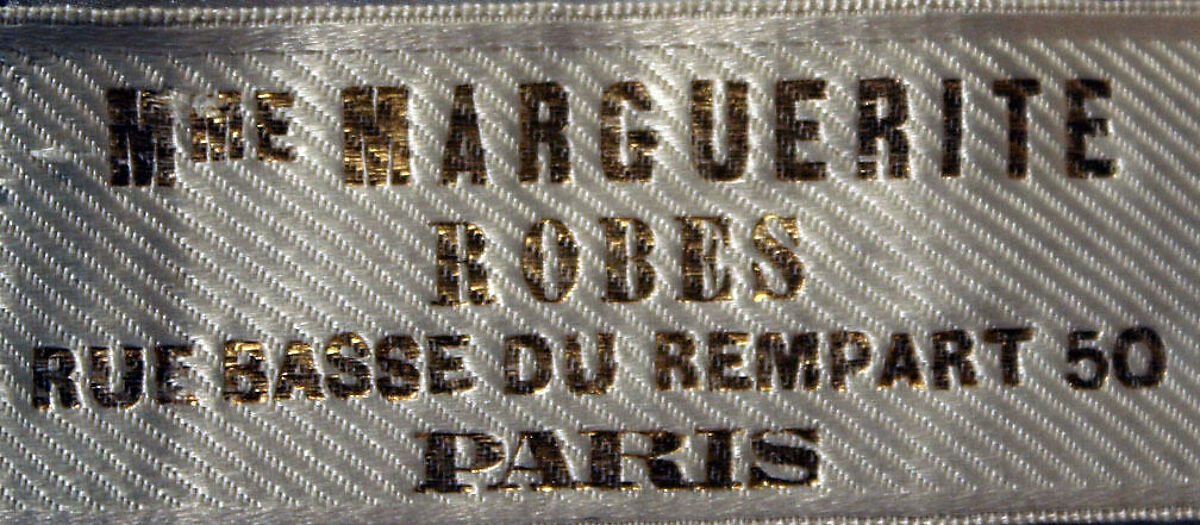 Mme MARGUERITE
ROBES
RUE BASSE DU REMPART 50
PARIS